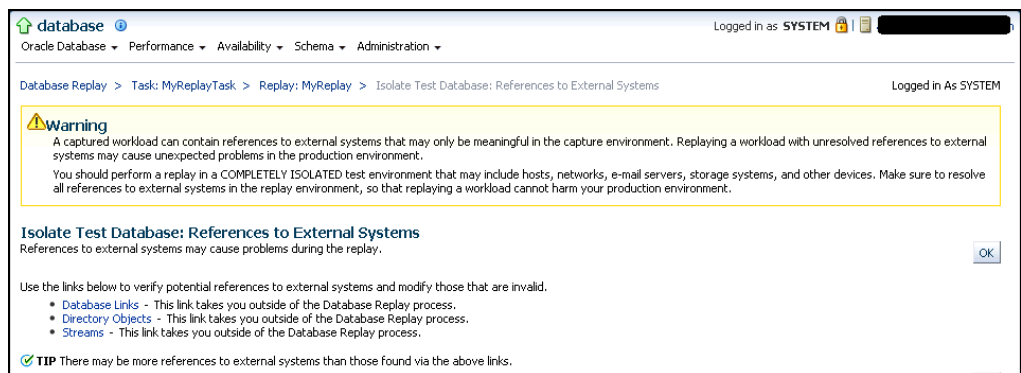 database
Logged in as SYSTEM
Oracle Database Performance Availability Schema Administration
Database Replay > Task: MyReplayTask > Replay: MyReplay > Isolate Test Database: References to External Systems
Logged in As SYSTEM
Warning
A captured workload can contain references to external systems that may only be meaningful in the capture environment. Replaying a workload with unresolved references to external
systems may cause unexpected problems in the production environment.
You should perform a replay in a COMPLETELY ISOLATED test environment that may include hosts, networks, e-mail servers, storage systems, and other devices. Make sure to resolve
all references to external systems in the replay environment, so that replaying a workload cannot harm your production environment.
Isolate Test Database: References to External Systems
References to external systems may cause problems during the replay.
OK
Use the links below to verify potential references to external systems and modify those that are invalid.
• Database Links - This link takes you outside of the Database Replay process.
• Directory Objects - This link takes you outside of the Database Replay process.
• Streams - This link takes you outside of the Database Replay process.
TIP There may be more references to external systems than those found via the above links.